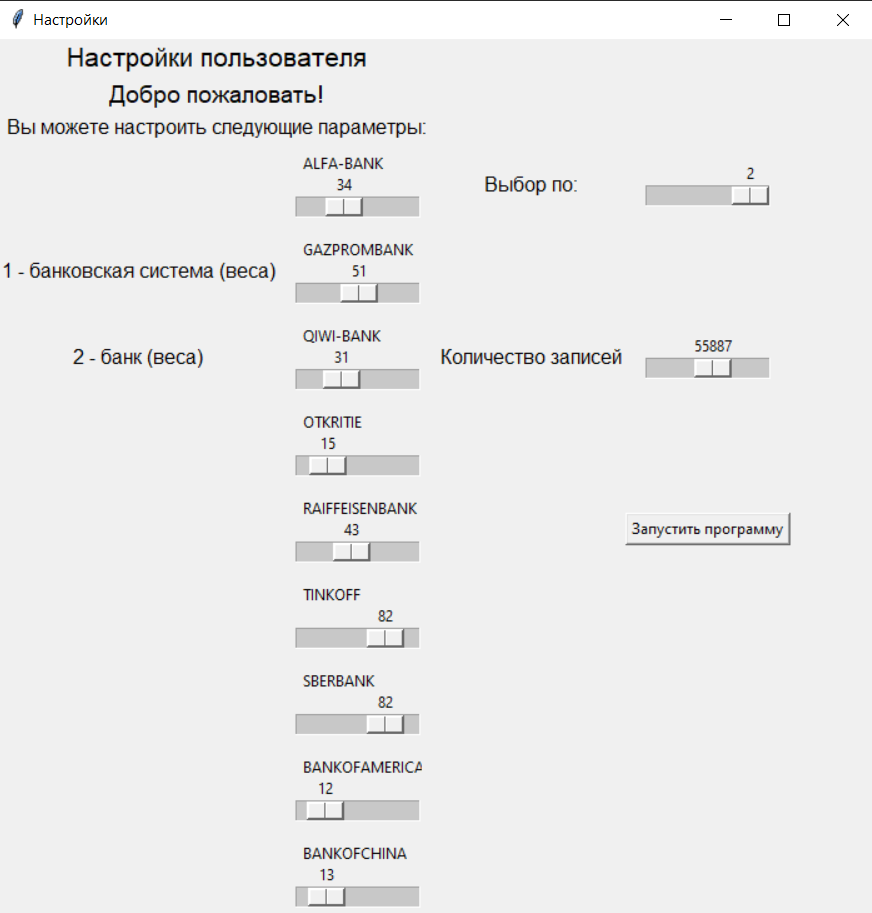 Настройки
Настройки пользователя
Добро пожаловать!
Вы можете настроить следующие параметры:
ALFA-BANK
34
Выбор по:
2
GAZPROMBANK
51
1 - банковская система (веса)
QIWI-BANK
31
2 - банк (веса)
Количество записей
55887
OTKRITIE
15
RAIFFEISENBANK
43
Запустить программу
TINKOFF
82
SBERBANK
82
BANKOFAMERICA
12
BANKOFCHINA
13